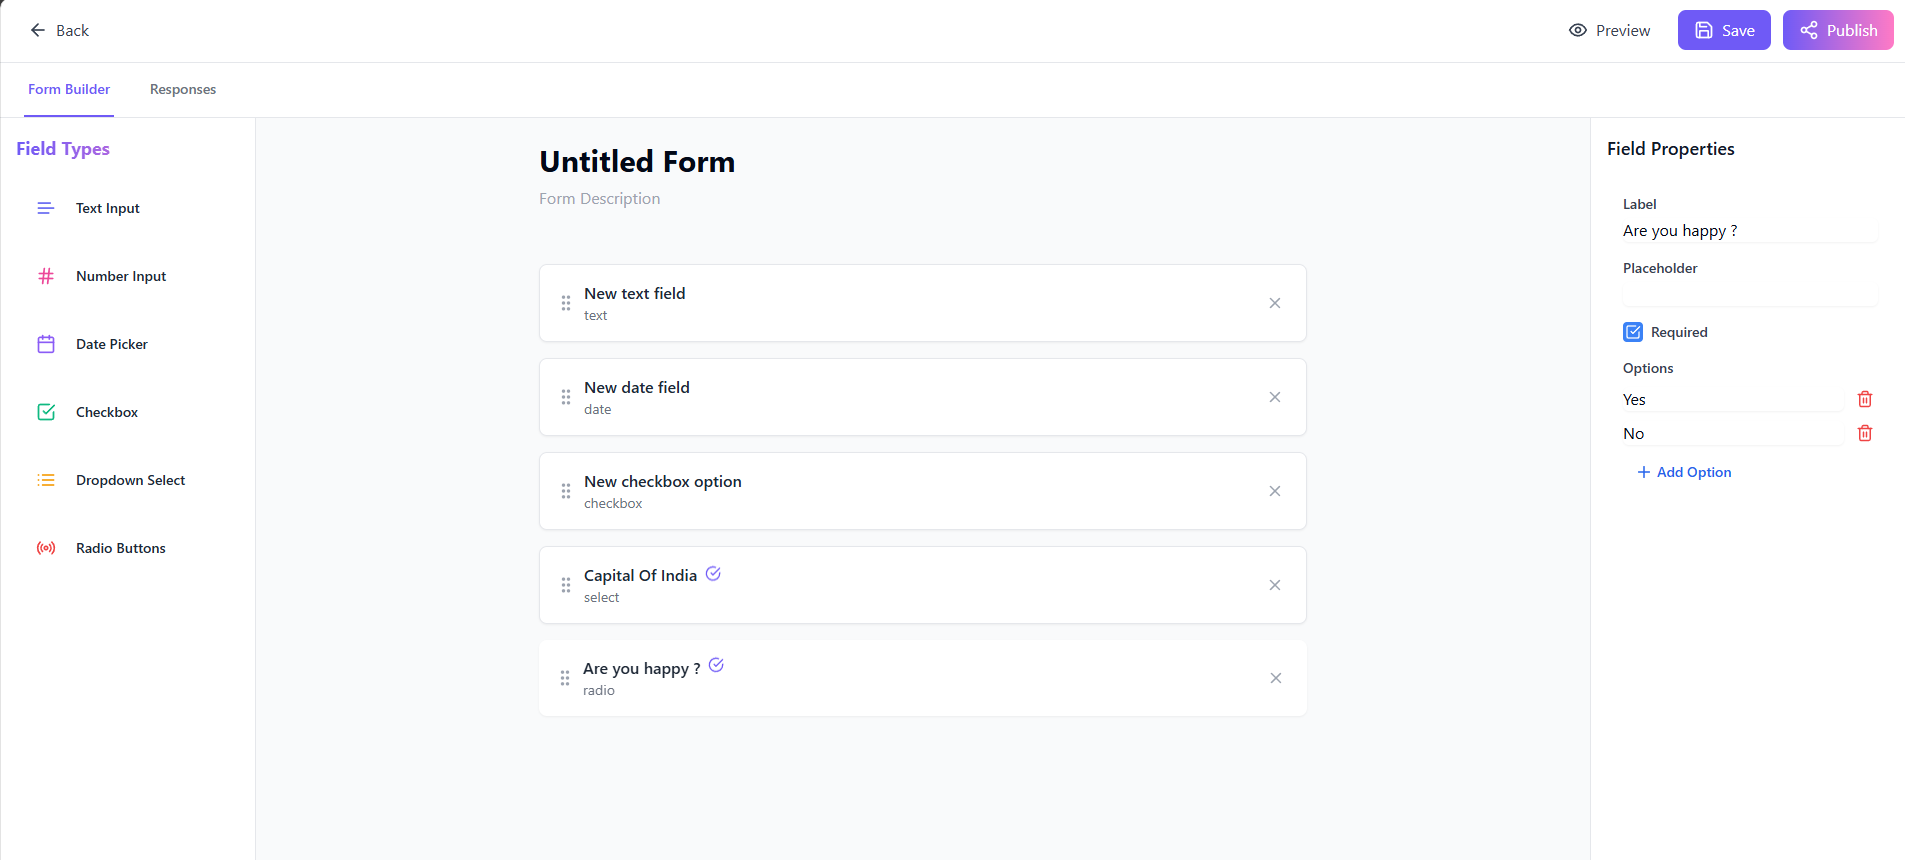 Back
Preview
Save
Publish
Form Builder
Responses
Field Types
Text Input
Number Input
Date Picker
Checkbox
Dropdown Select
Radio Buttons
Untitled Form
Form Description
New text field
text
New date field
date
New checkbox option
checkbox
Capital Of India
select
Are you happy ?
radio
Field Properties
Label
Are you happy ?
Placeholder
Required
Options
Yes
No
Add Option